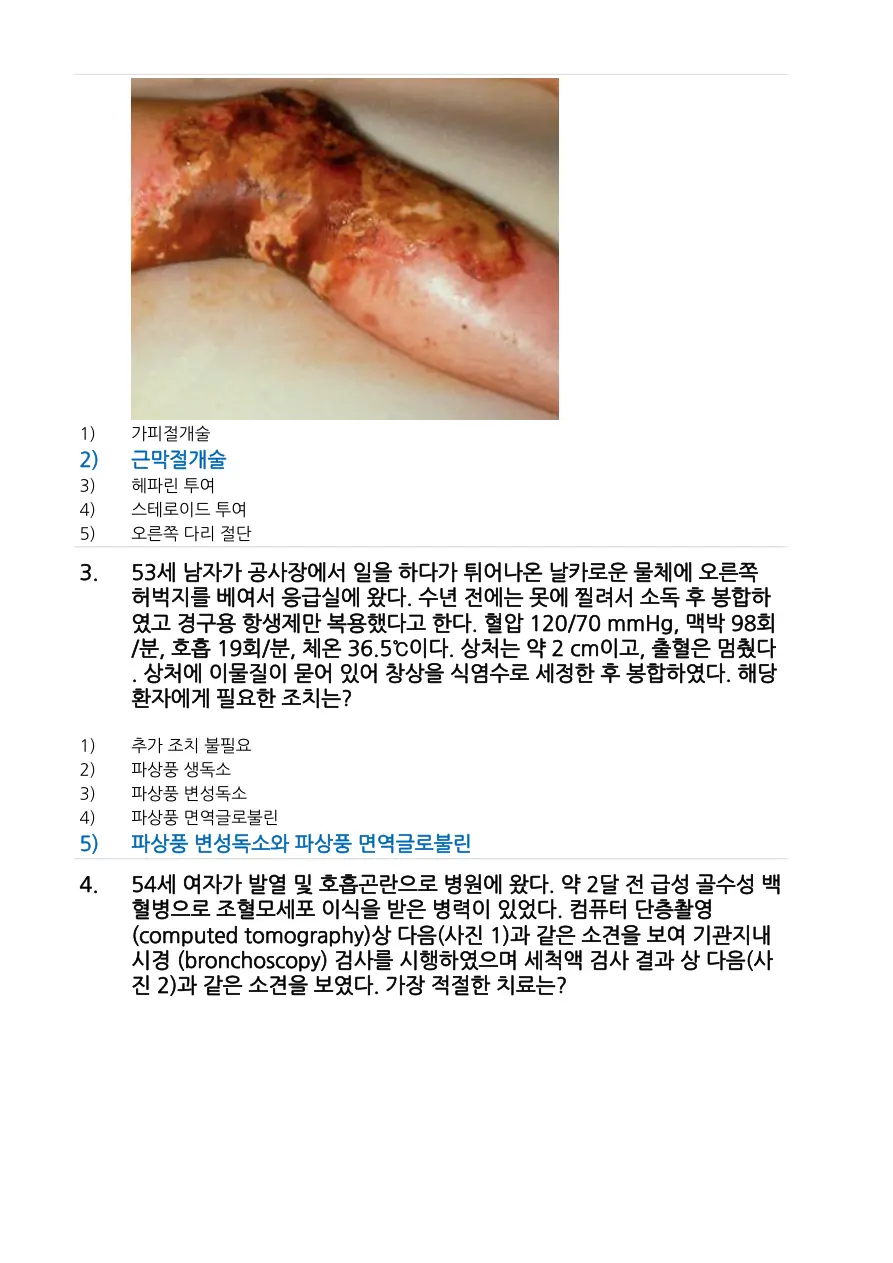 1) 가피절개술
2) 근막절개술
3) 헤파린 투여
4) 스테로이드 투여
5) 오른쪽 다리 절단
3. 53세 남자가 공사장에서 일을 하다가 튀어나온 날카로운 물체에 오른쪽
허벅지를 베여서 응급실에 왔다. 수년 전에는 못에 찔려서 소독 후 봉합하
였고 경구용 항생제만 복용했다고 한다. 혈압 120/70 mmHg, 맥박 98회
/분, 호흡 19회/분, 체온 36.5℃이다. 상처는 약 2 cm이고, 출혈은 멈췄다
. 상처에 이물질이 묻어 있어 창상을 식염수로 세정한 후 봉합하였다. 해당
환자에게 필요한 조치는?
1) 추가 조치 불필요
2) 파상풍 생독소
3) 파상풍 변성독소
4) 파상풍 면역글로불린
5) 파상풍 변성독소와 파상풍 면역글로불린
4. 54세 여자가 발열 및 호흡곤란으로 병원에 왔다. 약 2달 전 급성 골수성 백
혈병으로 조혈모세포 이식을 받은 병력이 있었다. 컴퓨터 단층촬영
(computed tomography)상 다음(사진 1)과 같은 소견을 보여 기관지내
시경 (bronchoscopy) 검사를 시행하였으며 세척액 검사 결과 상 다음(사
진 2)과 같은 소견을 보였다. 가장 적절한 치료는?